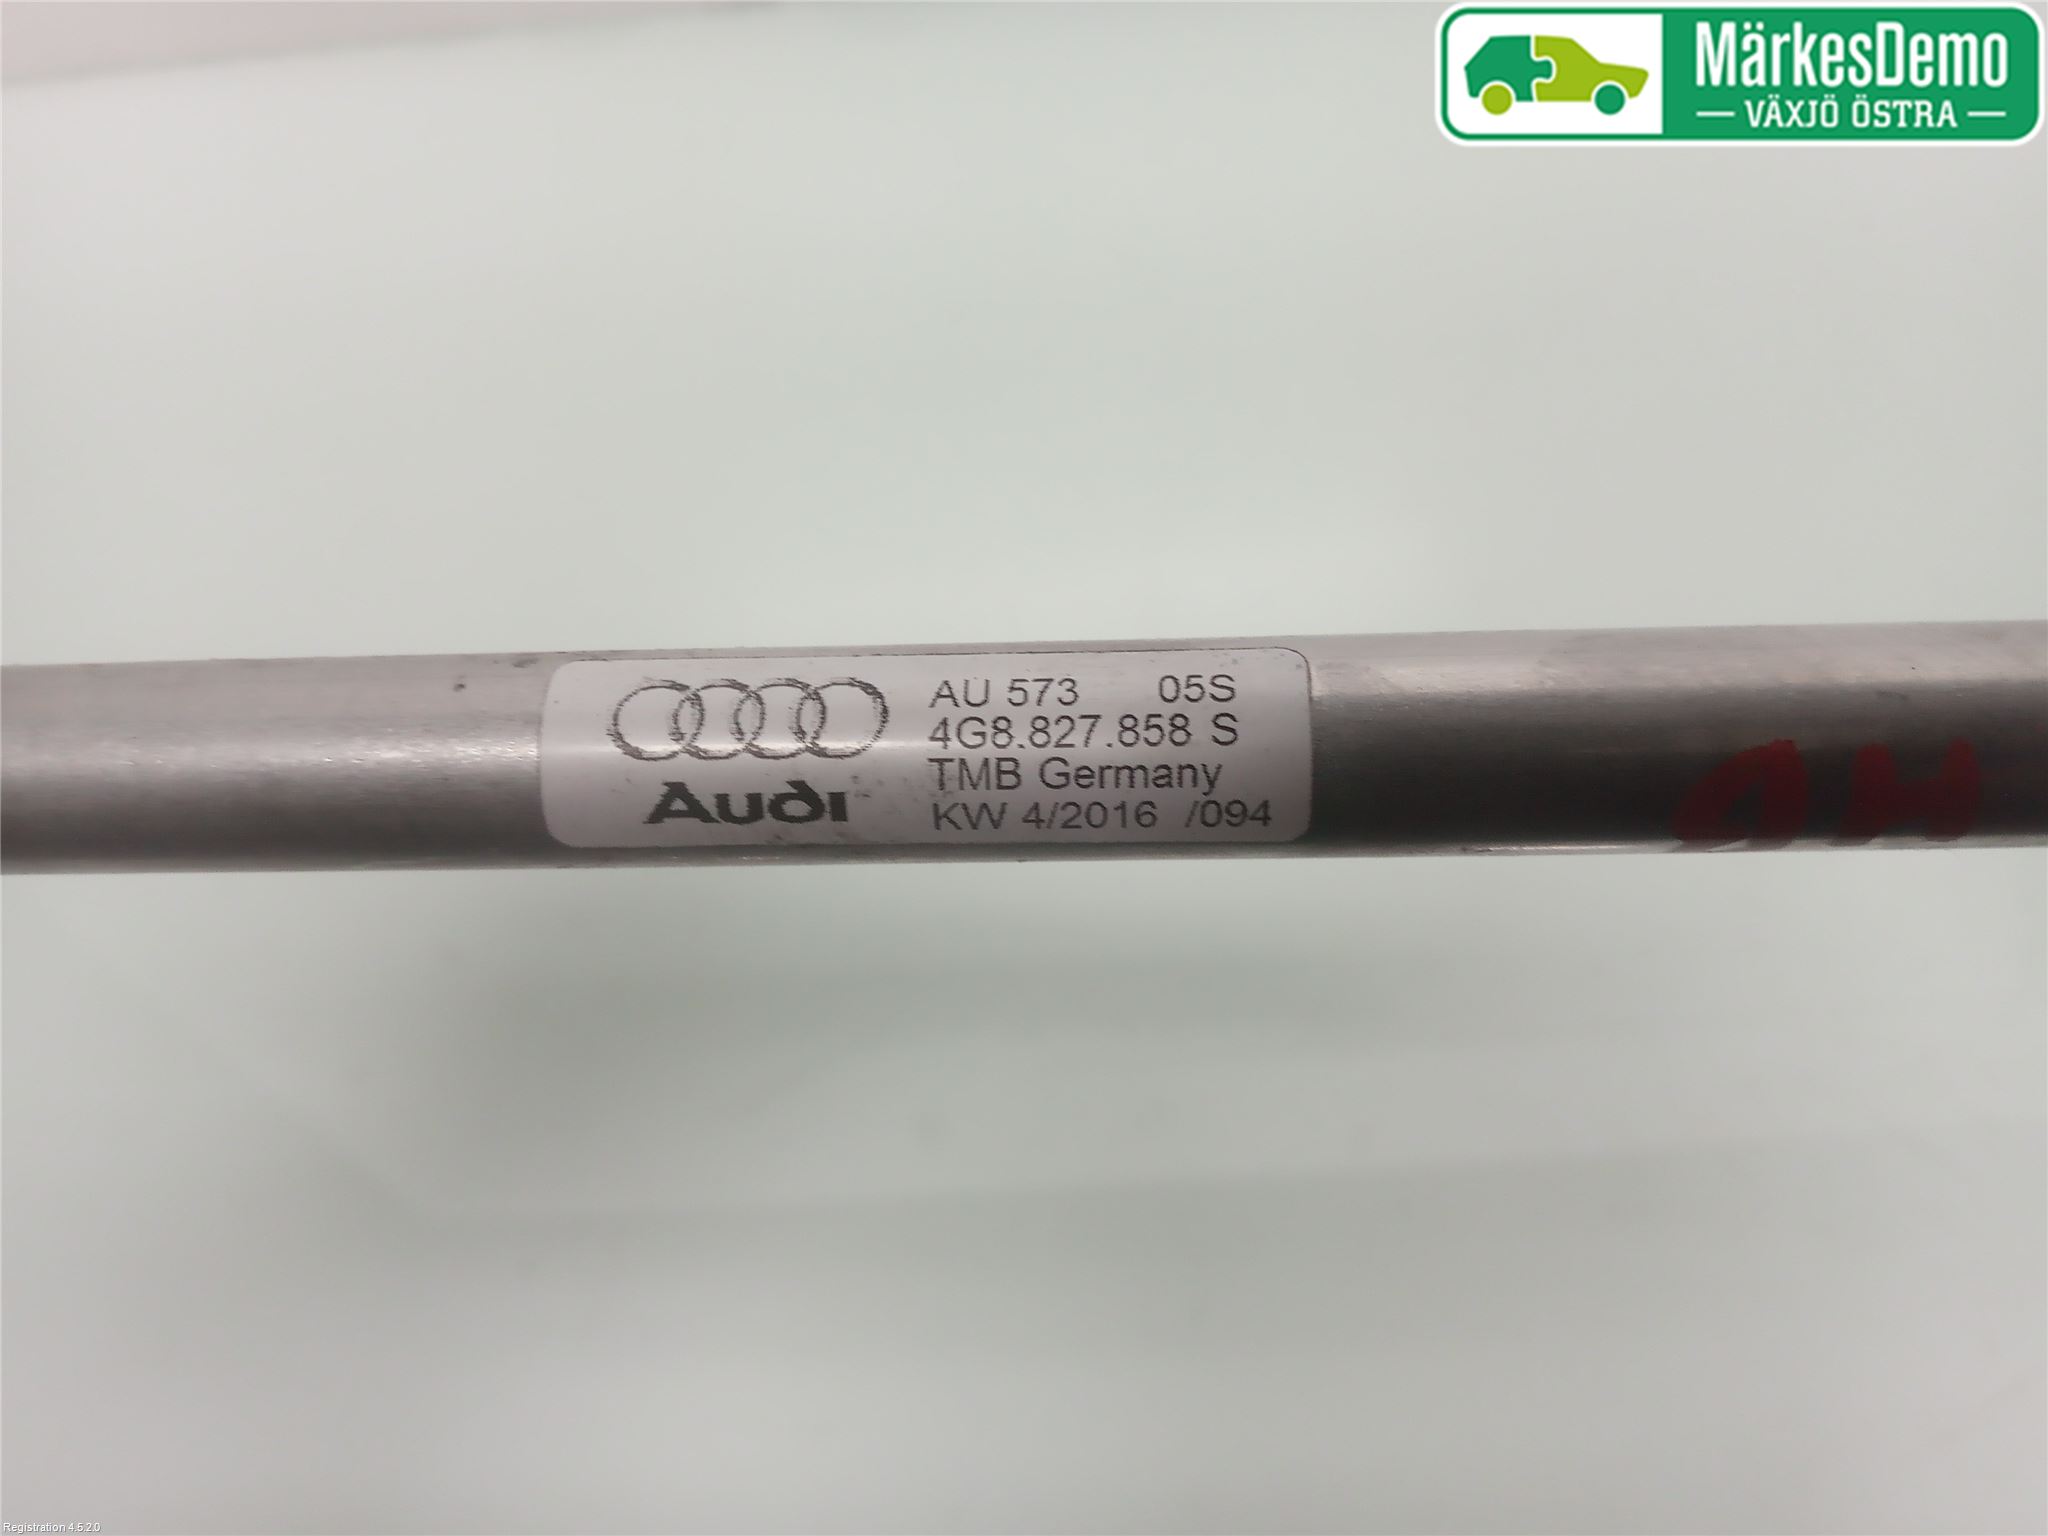 MärkesDemo
— VÄXJÖ ÖSTRA —
AU 573 05S
4G8.827.858 S
TMB Germany
KW 4/2016 /094
Audi
Registration 4.5.2.0